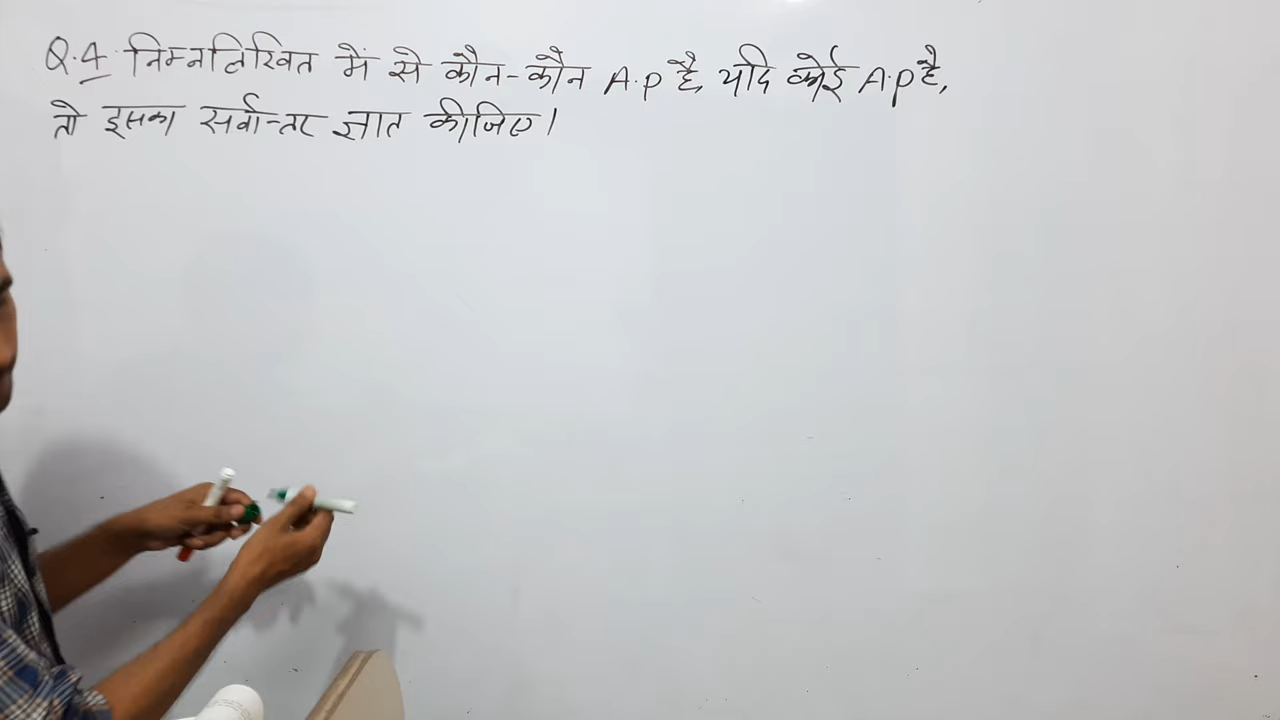 Q.4 निम्नलिखित में से कौन-कौन A.P है, यदि कोई A.P है,
तो इसका सर्वान्तर ज्ञात कीजिए।